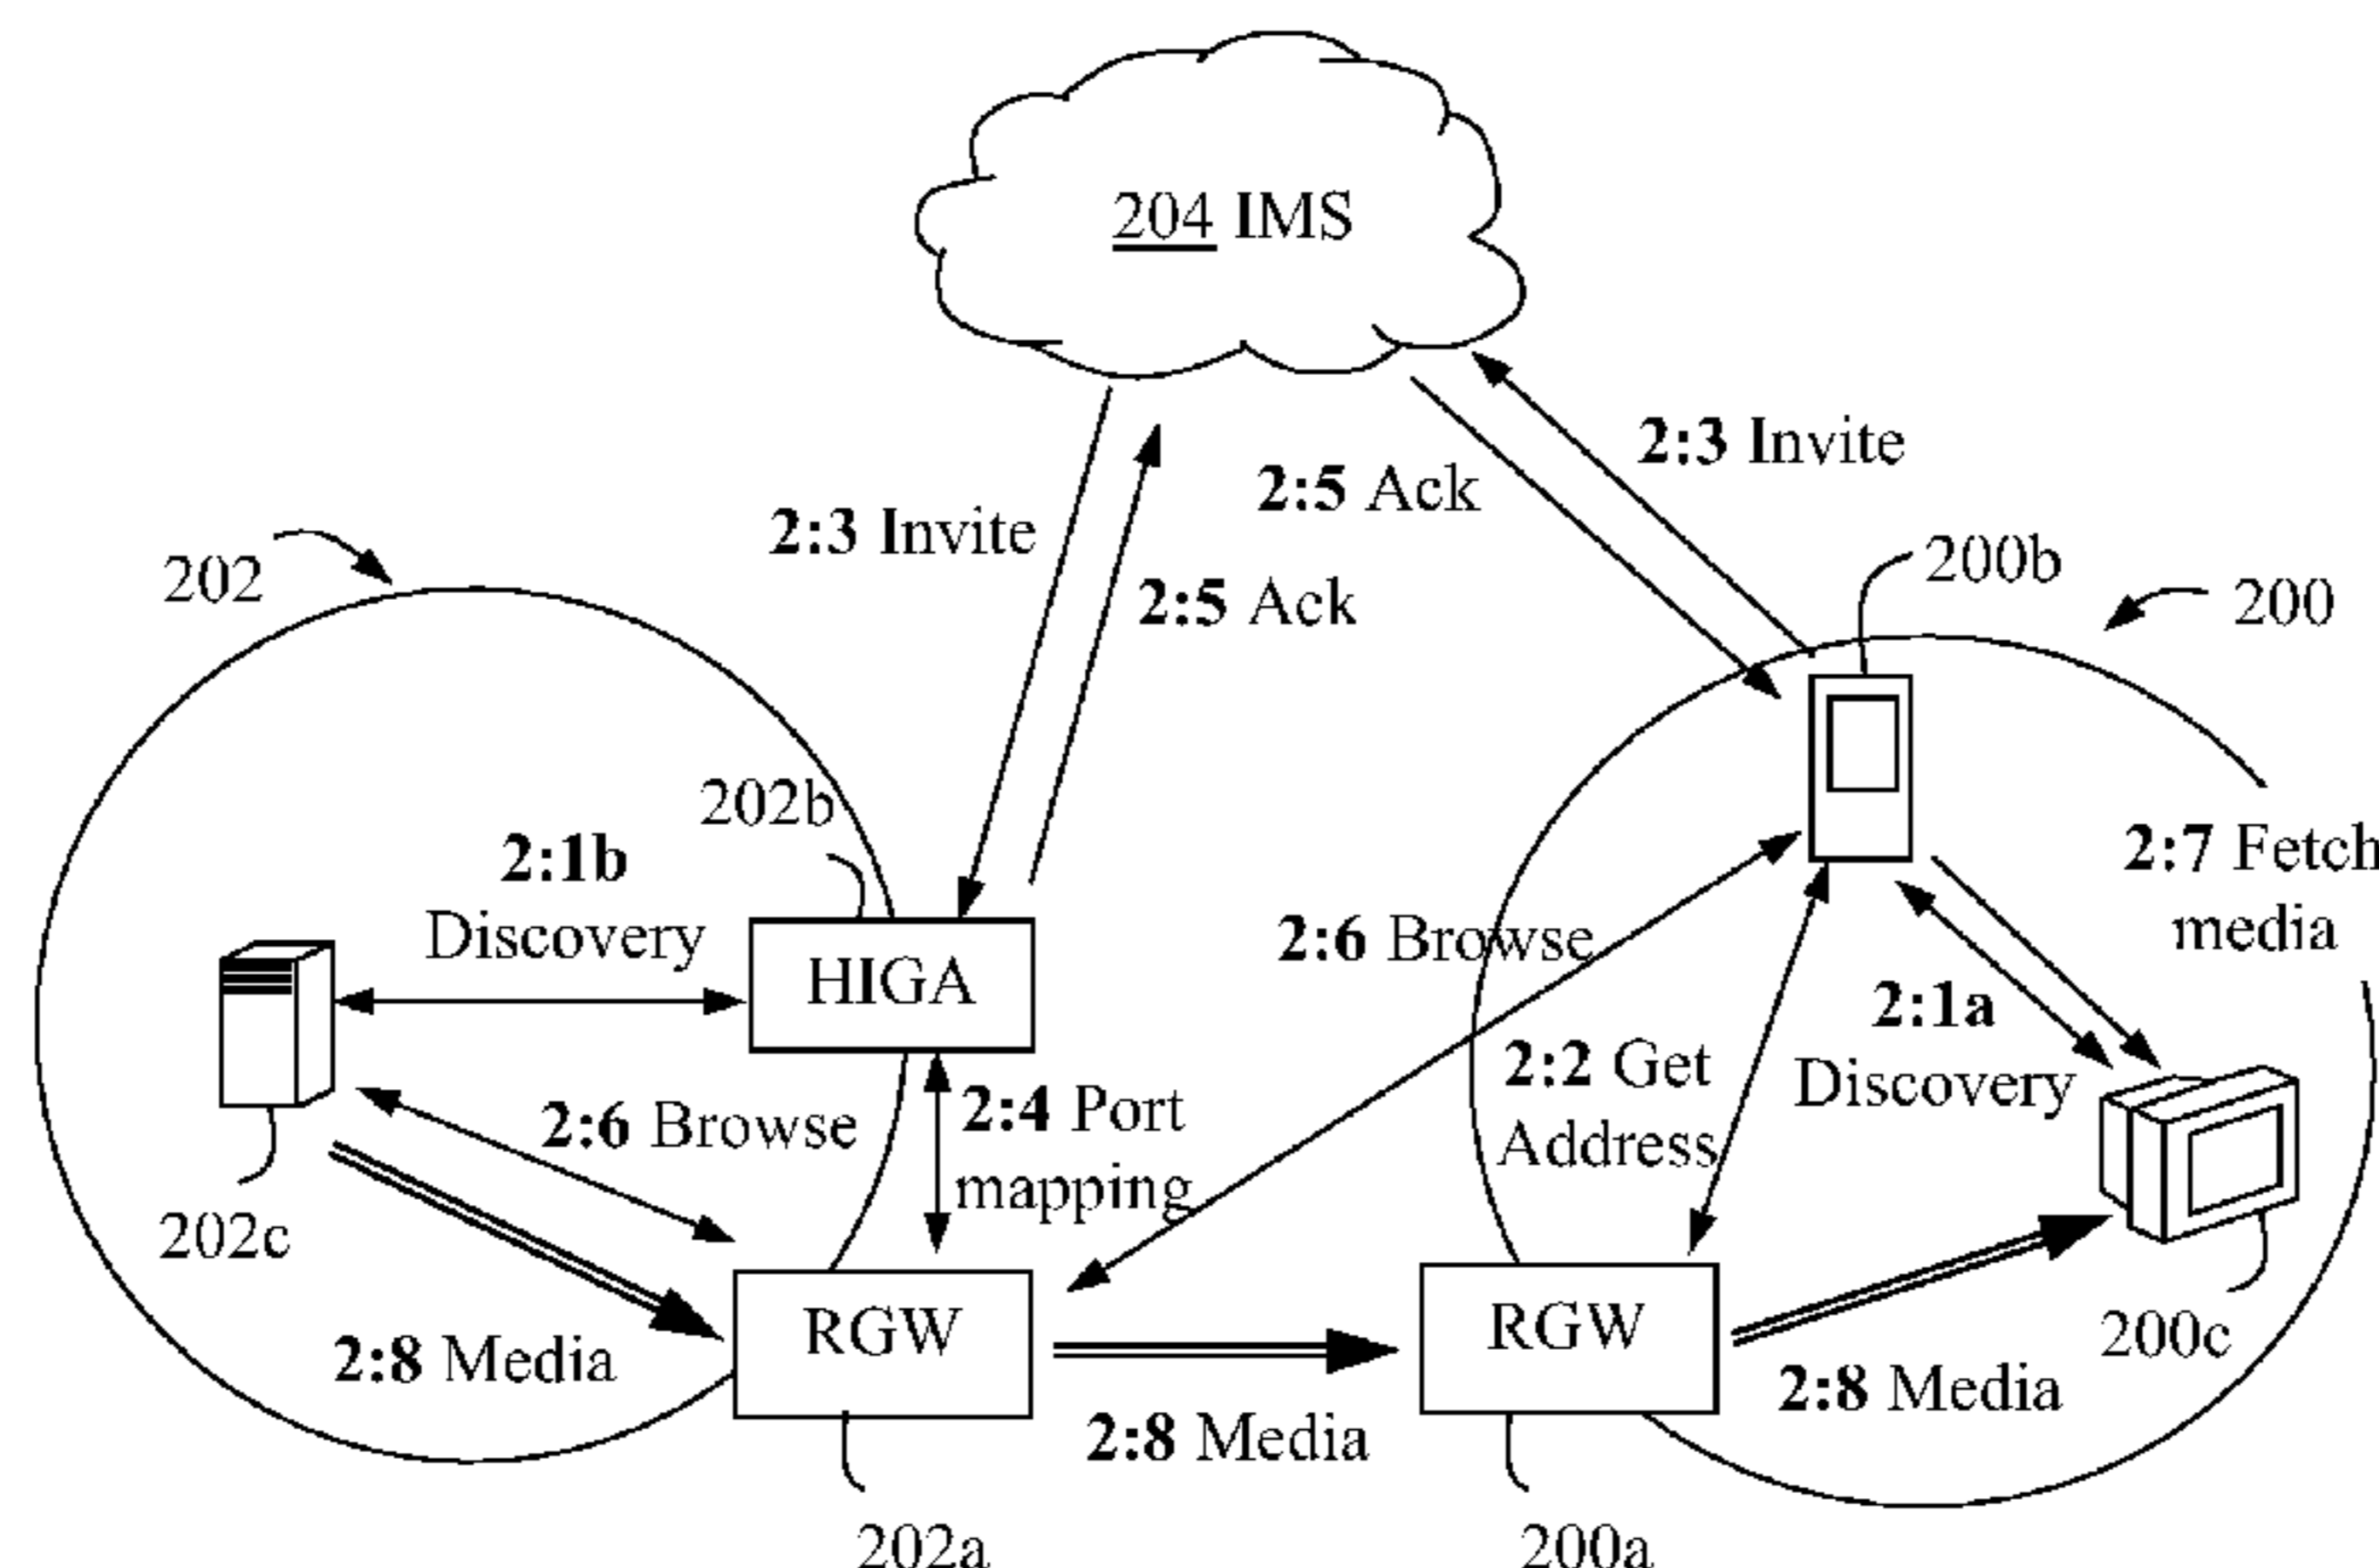 204 IMS
2:3 Invite
2:5 Ack
2:3 Invite
2:5 Ack
200b
200
202
202b
2:1b
Discovery
HIGA
2:7 Fetch
media
2:6 Browse
2:1a
Discovery
2:2 Get
Address
2:4 Port
mapping
2:6 Browse
202c
RGW
RGW
200c
2:8 Media
2:8 Media
2:8 Media
202a
200a